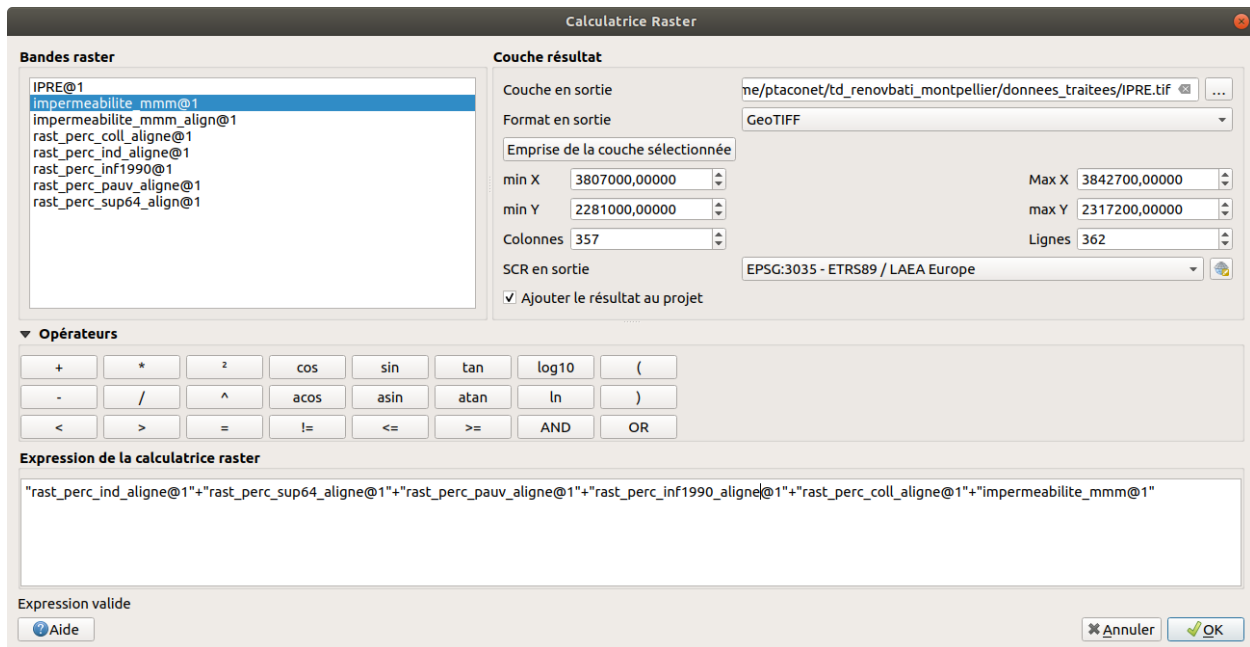 Calculatrice Raster
Bandes raster
IPRE@1
impermeabilite_mmm@1
impermeabilite_mmm_align@1
rast_perc_coll_aligne@1
rast_perc_ind_aligne@1
rast_perc_inf1990@1
rast_perc_pauv_aligne@1
rast_perc_sup64_align@1
Couche résultat
Couche en sortie
me/ptaconet/td_renovbati_montpellier/donnees_traitees/IPRE.tif
...
Format en sortie
GeoTIFF
Emprise de la couche sélectionnée
min X 3807000,00000 Max X 3842700,00000
min Y 2281000,00000 max Y 2317200,00000
Colonnes 357 Lignes 362
SCR en sortie EPSG:3035 - ETRS89 / LAEA Europe
Ajouter le résultat au projet
Opérateurs
+ * ² cos sin tan log10 (
- / ^ acos asin atan ln )
< > = != <= >= AND OR
Expression de la calculatrice raster
"rast_perc_ind_aligne@1"+"rast_perc_sup64_aligne@1"+"rast_perc_pauv_aligne@1"+"rast_perc_inf1990_aligne@1"+"rast_perc_coll_aligne@1"+"impermeabilite_mmm@1"
Expression valide
Aide
Annuler
OK